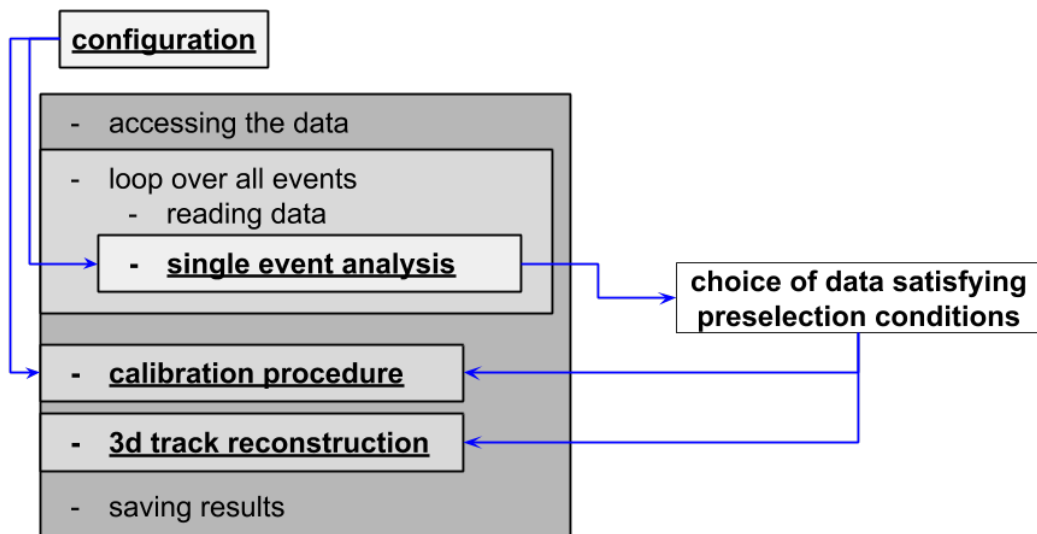 configuration
- accessing the data
- loop over all events
- reading data
- single event analysis
choice of data satisfying
preselection conditions
- calibration procedure
- 3d track reconstruction
- saving results